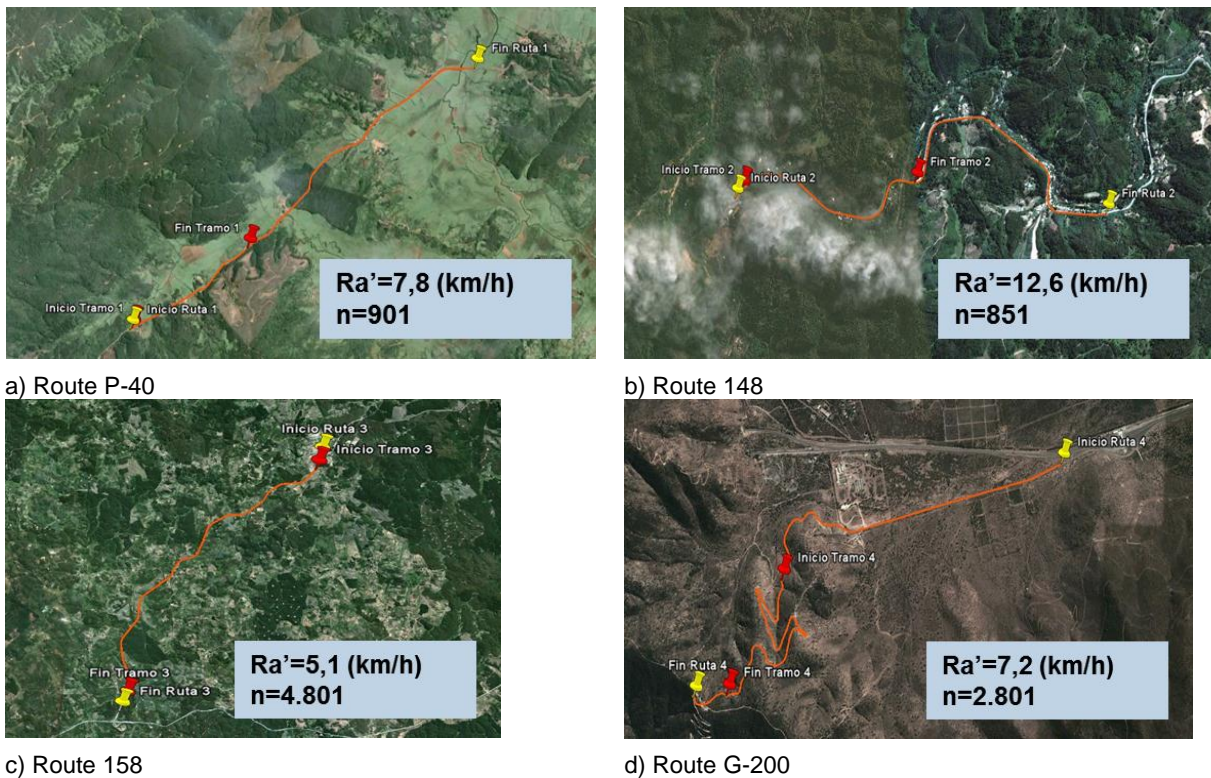 Fin Ruta 1
Fin Tramo 1
Inicio Tramo 1
Inicio Ruta 1
Ra’=7,8 (km/h)
n=901
a) Route P-40
Inicio Tramo 2
Inicio Ruta 2
Fin Tramo 2
Fin Ruta 2
Ra’=12,6 (km/h)
n=851
b) Route 148
Inicio Ruta 3
Inicio Tramo 3
Fin Tramo 3
Fin Ruta 3
Ra’=5,1 (km/h)
n=4.801
c) Route 158
Inicio Ruta 4
Inicio Tramo 4
Fin Ruta 4
Fin Tramo 4
Ra’=7,2 (km/h)
n=2.801
d) Route G-200